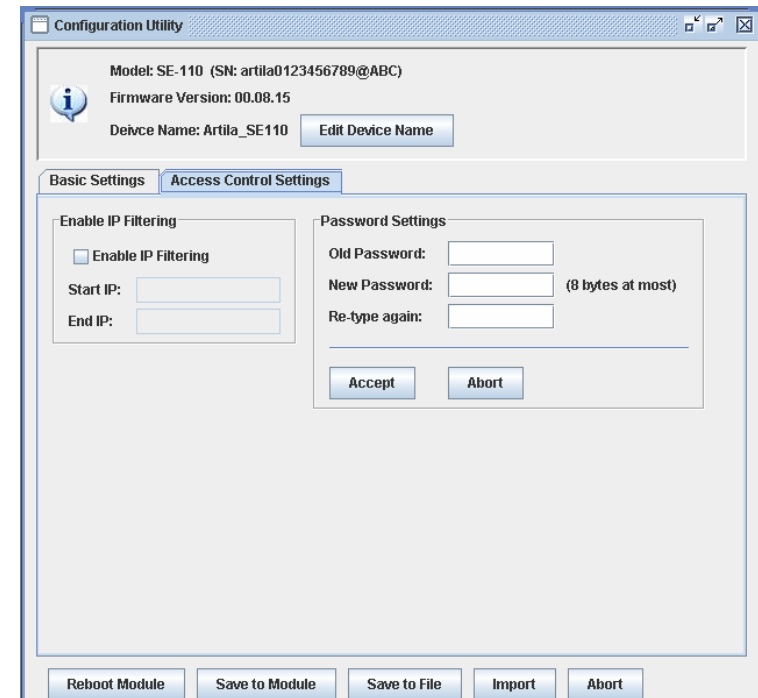 Configuration Utility
Model: SE-110 (SN: artila0123456789@ABC)
Firmware Version: 00.08.15
Deivce Name: Artila_SE110
Edit Device Name
Basic Settings
Access Control Settings
Enable IP Filtering
Enable IP Filtering
Start IP:
End IP:
Password Settings
Old Password:
New Password:
(8 bytes at most)
Re-type again:
Accept
Abort
Reboot Module
Save to Module
Save to File
Import
Abort